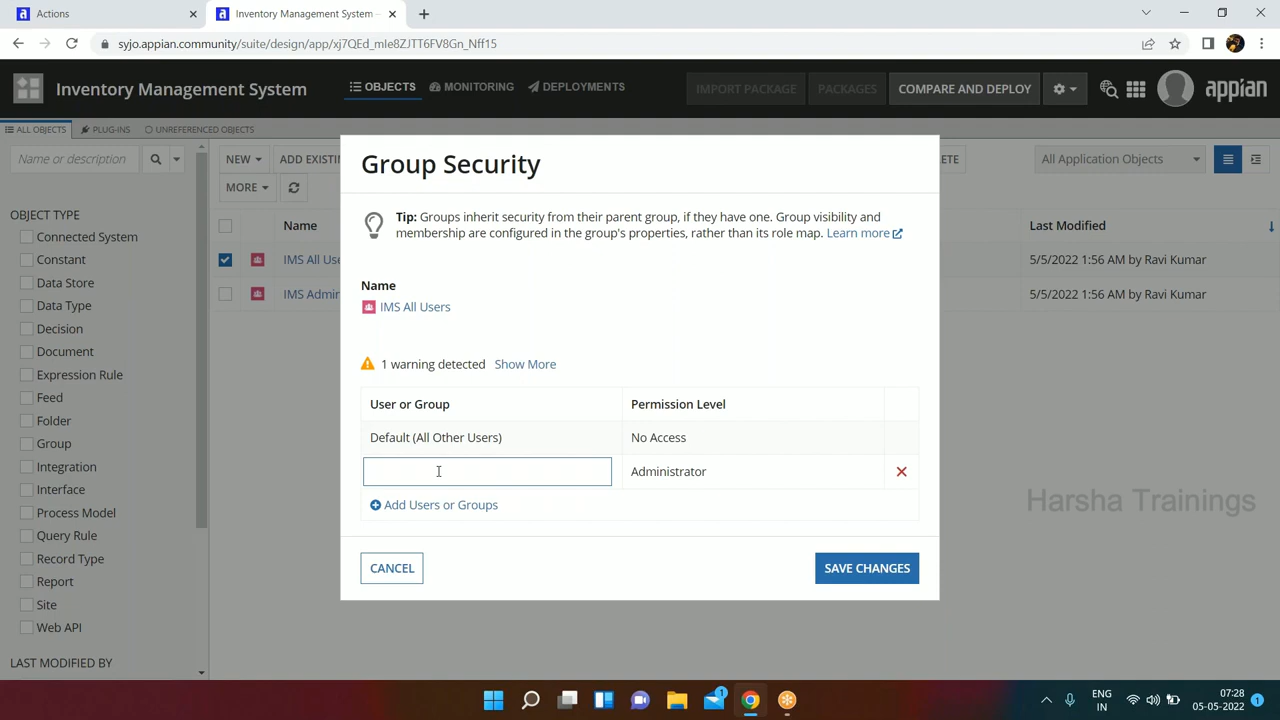 Actions
Inventory Management System -
syjo.appian.community/suite/design/app/xj7QEd_mIe8ZJTT6FV8Gn_Nff15
Inventory Management System
OBJECTS
MONITORING
DEPLOYMENTS
IMPORT PACKAGE
PACKAGES
COMPARE AND DEPLOY
appian
ALL OBJECTS
PLUG-INS
UNREFERENCED OBJECTS
Name or description
NEW
ADD EXISTIN
ETE
All Application Objects
MORE
OBJECT TYPE
Connected System
Constant
Data Store
Data Type
Decision
Document
Expression Rule
Feed
Folder
Group
Integration
Interface
Process Model
Query Rule
Record Type
Report
Site
Web API
LAST MODIFIED BY
Name
Last Modified
IMS All Use
5/5/2022 1:56 AM by Ravi Kumar
IMS Admin
5/5/2022 1:56 AM by Ravi Kumar
Group Security
Tip: Groups inherit security from their parent group, if they have one. Group visibility and
membership are configured in the group's properties, rather than its role map. Learn more
Name
IMS All Users
1 warning detected Show More
User or Group
Permission Level
Default (All Other Users)
No Access
Administrator
Add Users or Groups
CANCEL
SAVE CHANGES
Harsha Trainings
1
ENG
IN
07:28
05-05-2022
1